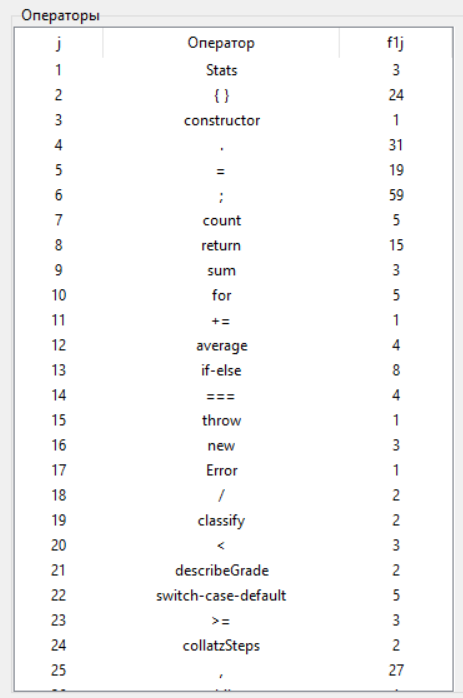 Операторы
j Оператор f1j
1 Stats 3
2 { } 24
3 constructor 1
4 . 31
5 = 19
6 ; 59
7 count 5
8 return 15
9 sum 3
10 for 5
11 += 1
12 average 4
13 if-else 8
14 === 4
15 throw 1
16 new 3
17 Error 1
18 / 2
19 classify 2
20 < 3
21 describeGrade 2
22 switch-case-default 5
23 >= 3
24 collatzSteps 2
25 , 27